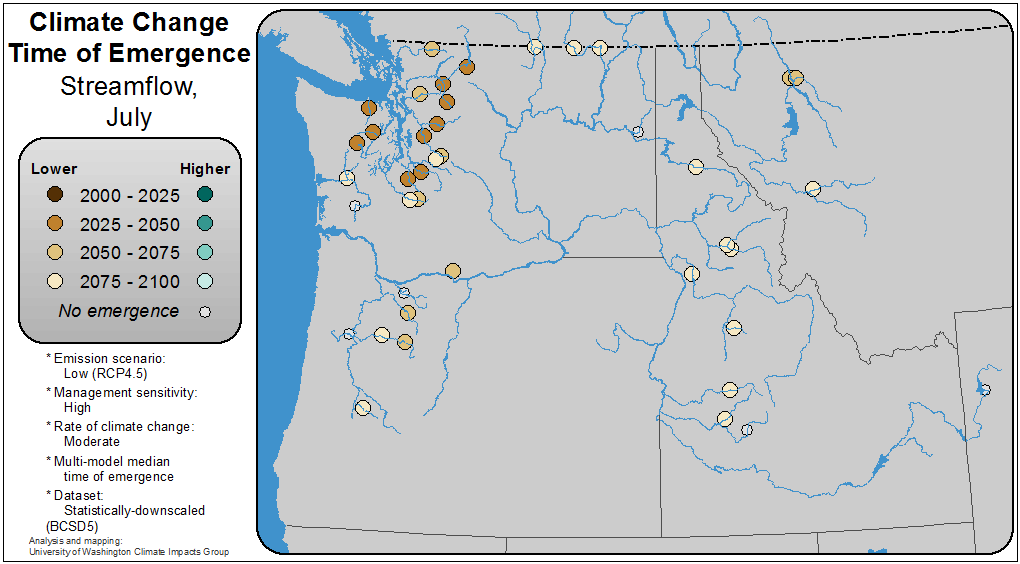 Climate Change
Time of Emergence
Streamflow,
July
Lower Higher
2000 - 2025
2025 - 2050
2050 - 2075
2075 - 2100
No emergence
* Emission scenario:
Low (RCP4.5)
* Management sensitivity:
High
* Rate of climate change:
Moderate
* Multi-model median
time of emergence
* Dataset:
Statistically-downscaled
(BCSD5)
Analysis and mapping:
University of Washington Climate Impacts Group